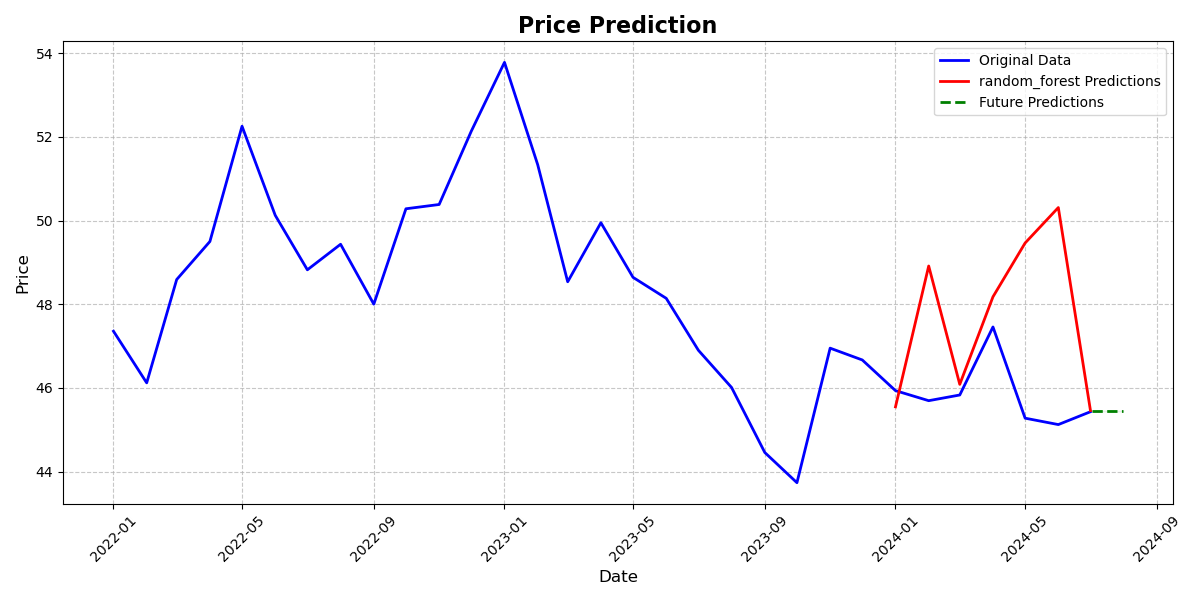 Price Prediction
Original Data
random_forest Predictions
Future Predictions
Price
54
52
50
48
46
44
2022-01
2022-05
2022-09
2023-01
2023-05
2023-09
2024-01
2024-05
2024-09
Date